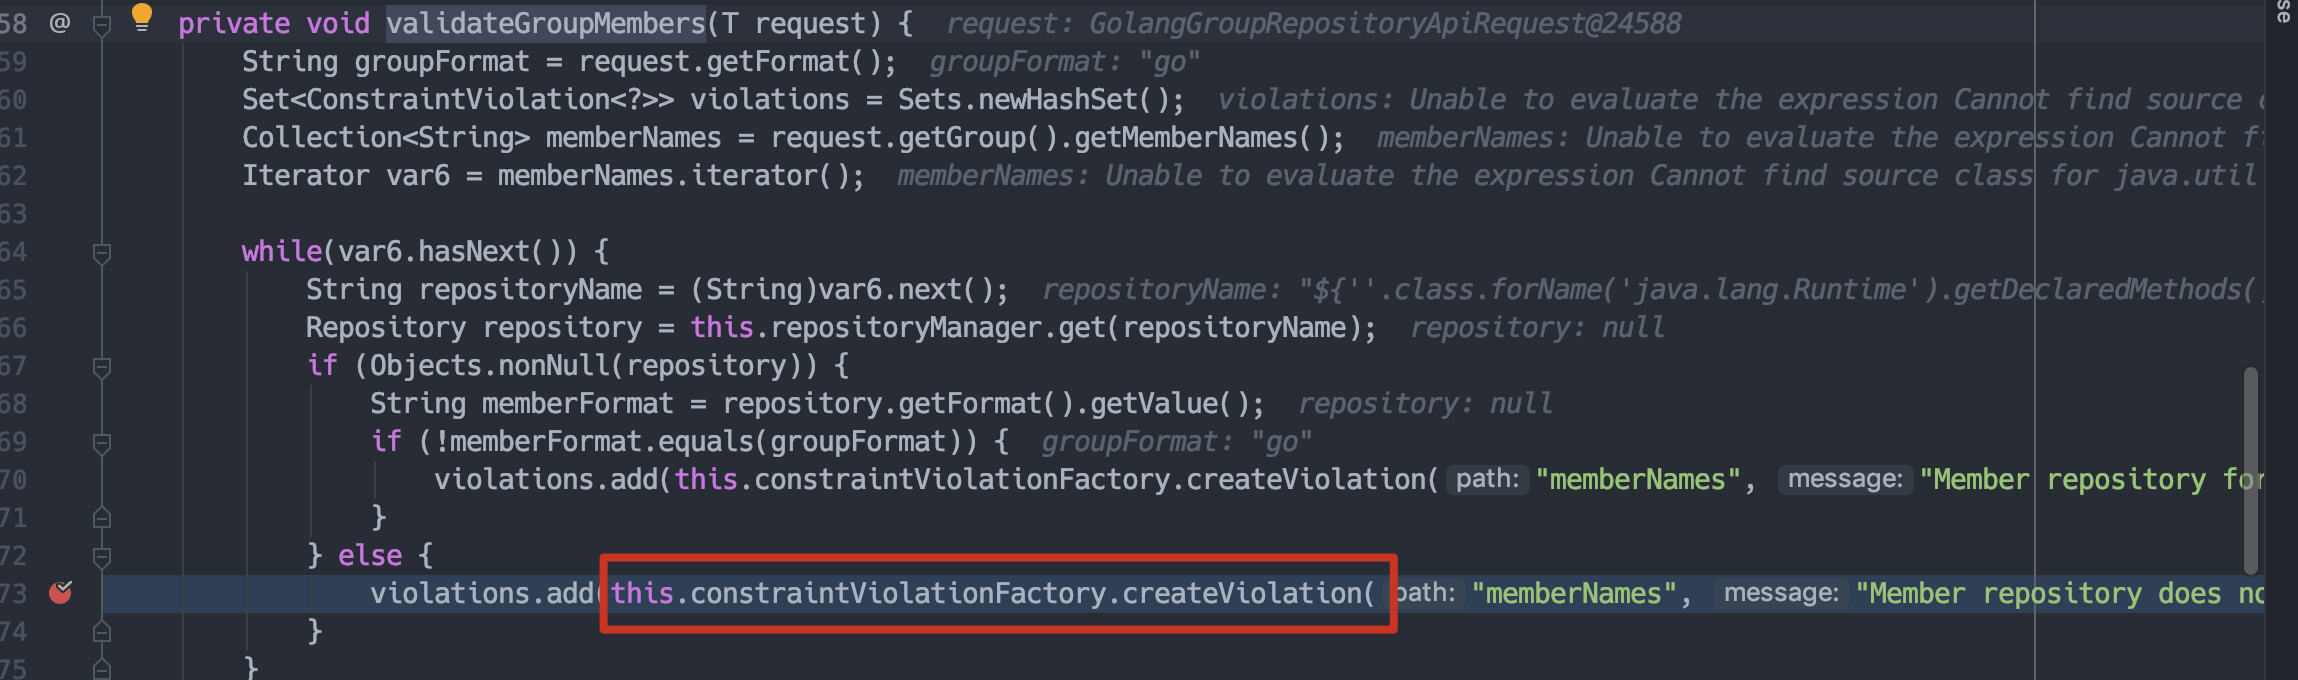 58 @ private void validateGroupMembers(T request) { request: GolangGroupRepositoryApiRequest@24588
59 String groupFormat = request.getFormat(); groupFormat: "go"
60 Set<ConstraintViolation<?>> violations = Sets.newHashSet(); violations: Unable to evaluate the expression Cannot find source
61 Collection<String> memberNames = request.getGroup().getMemberNames(); memberNames: Unable to evaluate the expression Cannot
62 Iterator var6 = memberNames.iterator(); memberNames: Unable to evaluate the expression Cannot find source class for java.util
63
64 while(var6.hasNext()) {
65 String repositoryName = (String)var6.next(); repositoryName: "${''.class.forName('java.lang.Runtime').getDeclaredMethods(
66 Repository repository = this.repositoryManager.get(repositoryName); repository: null
67 if (Objects.nonNull(repository)) {
68 String memberFormat = repository.getFormat().getValue(); repository: null
69 if (!memberFormat.equals(groupFormat)) { groupFormat: "go"
70 violations.add(this.constraintViolationFactory.createViolation( path: "memberNames", message: "Member repository for
71 }
72 } else {
73 violations.add(this.constraintViolationFactory.createViolation( path: "memberNames", message: "Member repository does
74 }
75 }
se